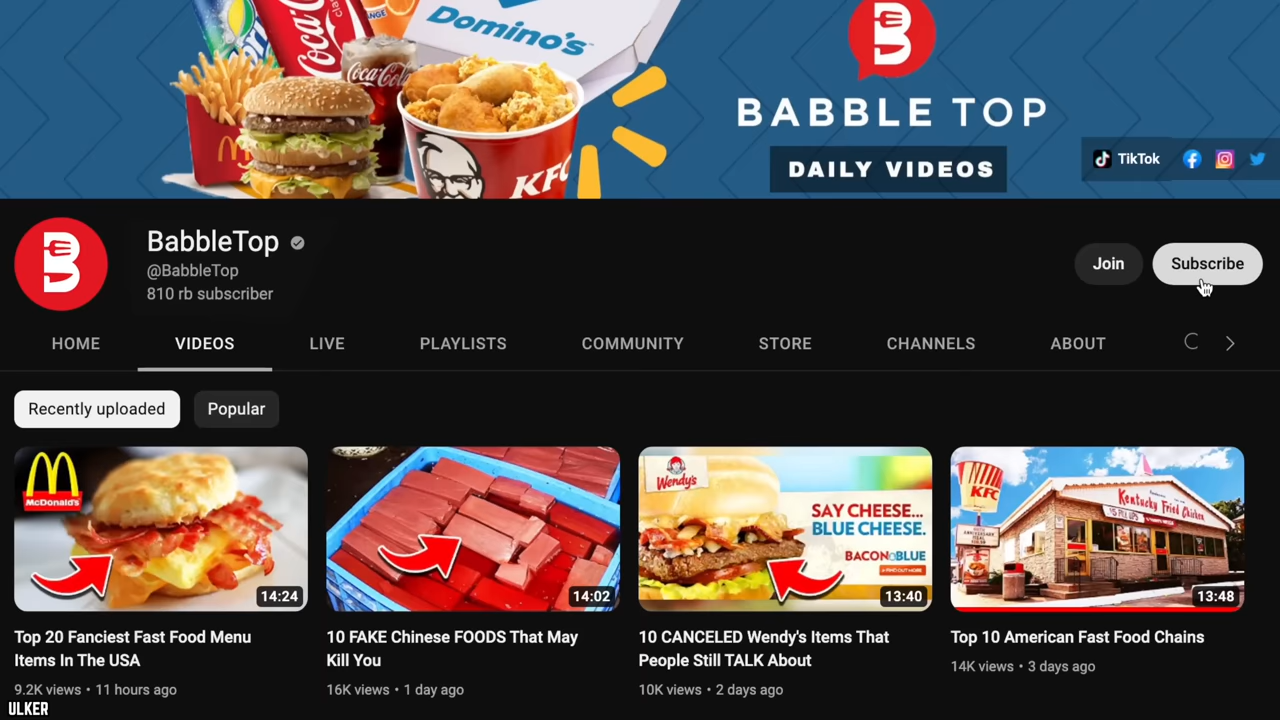 Coca-Cola
Domino's
Coca-Cola
KFC
B
BABBLE TOP
DAILY VIDEOS
TikTok
B
BabbleTop
@BabbleTop
810 rb subscriber
Join
Subscribe
HOME
VIDEOS
LIVE
PLAYLISTS
COMMUNITY
STORE
CHANNELS
ABOUT
Recently uploaded
Popular
McDonald's
14:24
14:02
Wendy's
SAY CHEESE...
BLUE CHEESE.
BACON BLUE
13:40
KFC
Kentucky Fried Chicken
13:48
Top 20 Fanciest Fast Food Menu
Items In The USA
9.2K views • 11 hours ago
10 FAKE Chinese FOODS That May
Kill You
16K views • 1 day ago
10 CANCELED Wendy's Items That
People Still TALK About
10K views • 2 days ago
Top 10 American Fast Food Chains
14K views • 3 days ago
ULKER